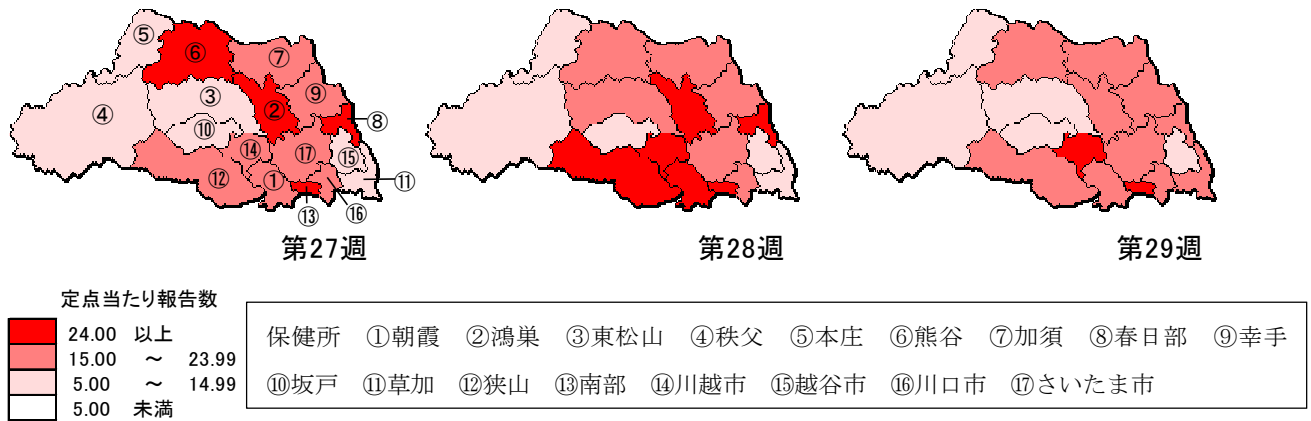 ⑤
⑥
⑦
④
③
②
⑨
⑧
⑩
⑭
⑰
⑮
⑫
①
⑪
⑬
⑯
第27週
第28週
第29週
定点当たり報告数
24.00 以上
15.00 ～ 23.99
5.00 ～ 14.99
5.00 未満
保健所 ①朝霞 ②鴻巣 ③東松山 ④秩父 ⑤本庄 ⑥熊谷 ⑦加須 ⑧春日部 ⑨幸手
⑩坂戸 ⑪草加 ⑫狭山 ⑬南部 ⑭川越市 ⑮越谷市 ⑯川口市 ⑰さいたま市